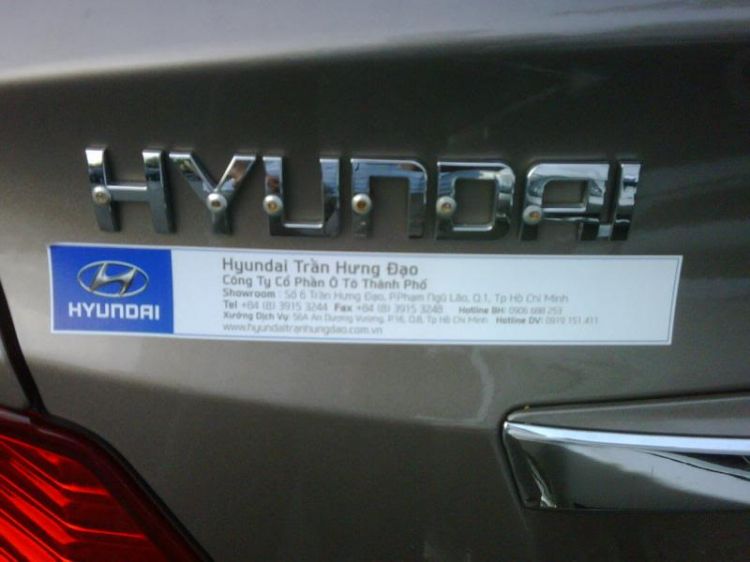 HYUNDAI
HYUNDAI
Hyundai Trần Hưng Đạo
Công Ty Cổ Phần Ô Tô Thành Phố
Showroom : Số 6 Trần Hưng Đạo, P.Phạm Ngũ Lão, Q.1, Tp Hồ Chí Minh
Tel +84 (8) 3915 3244 Fax +84 (8) 3915 3248 Hotline BH: 0906 688 253
Xưởng Dịch Vụ: 56A An Dương Vương, P.16, Q.8, Tp Hồ Chí Minh Hotline DV: 0919 151 411
www.hyundaitranhungdao.com.vn